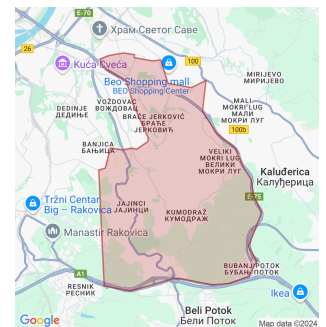 E-70
Храм Светог Саве
26
100
Кућа Цвећа
Beo Shopping mall
BEO Shopping Center
MIRIJEVO
МИРИЈЕВО
VOŽDOVAC
ВОЖДОВАЦ
DEDINJE
ДЕДИЊЕ
MALI
MOKRI LUG
МАЛИ
МОКРИ ЛУГ
BRAĆE JERKOVIĆ
БРАЋЕ
ЈЕРКОВИЋ
100b
BANJICA
БАЊИЦА
VELIKI
MOKRI LUG
ВЕЛИКИ
МОКРИ ЛУГ
Kaluđerica
Калуђерица
E-75
Tržni Centar
Big – Rakovica
JAJINCI
ЈАЈИНЦИ
KUMODRAŽ
КУМОДРАЖ
Manastir Rakovica
BUBANJ POTOK
БУБАЊ ПОТОК
A1
RESNIK
РЕСНИК
Ikea
Beli Potok
Бели Поток
Google
Map data ©2024